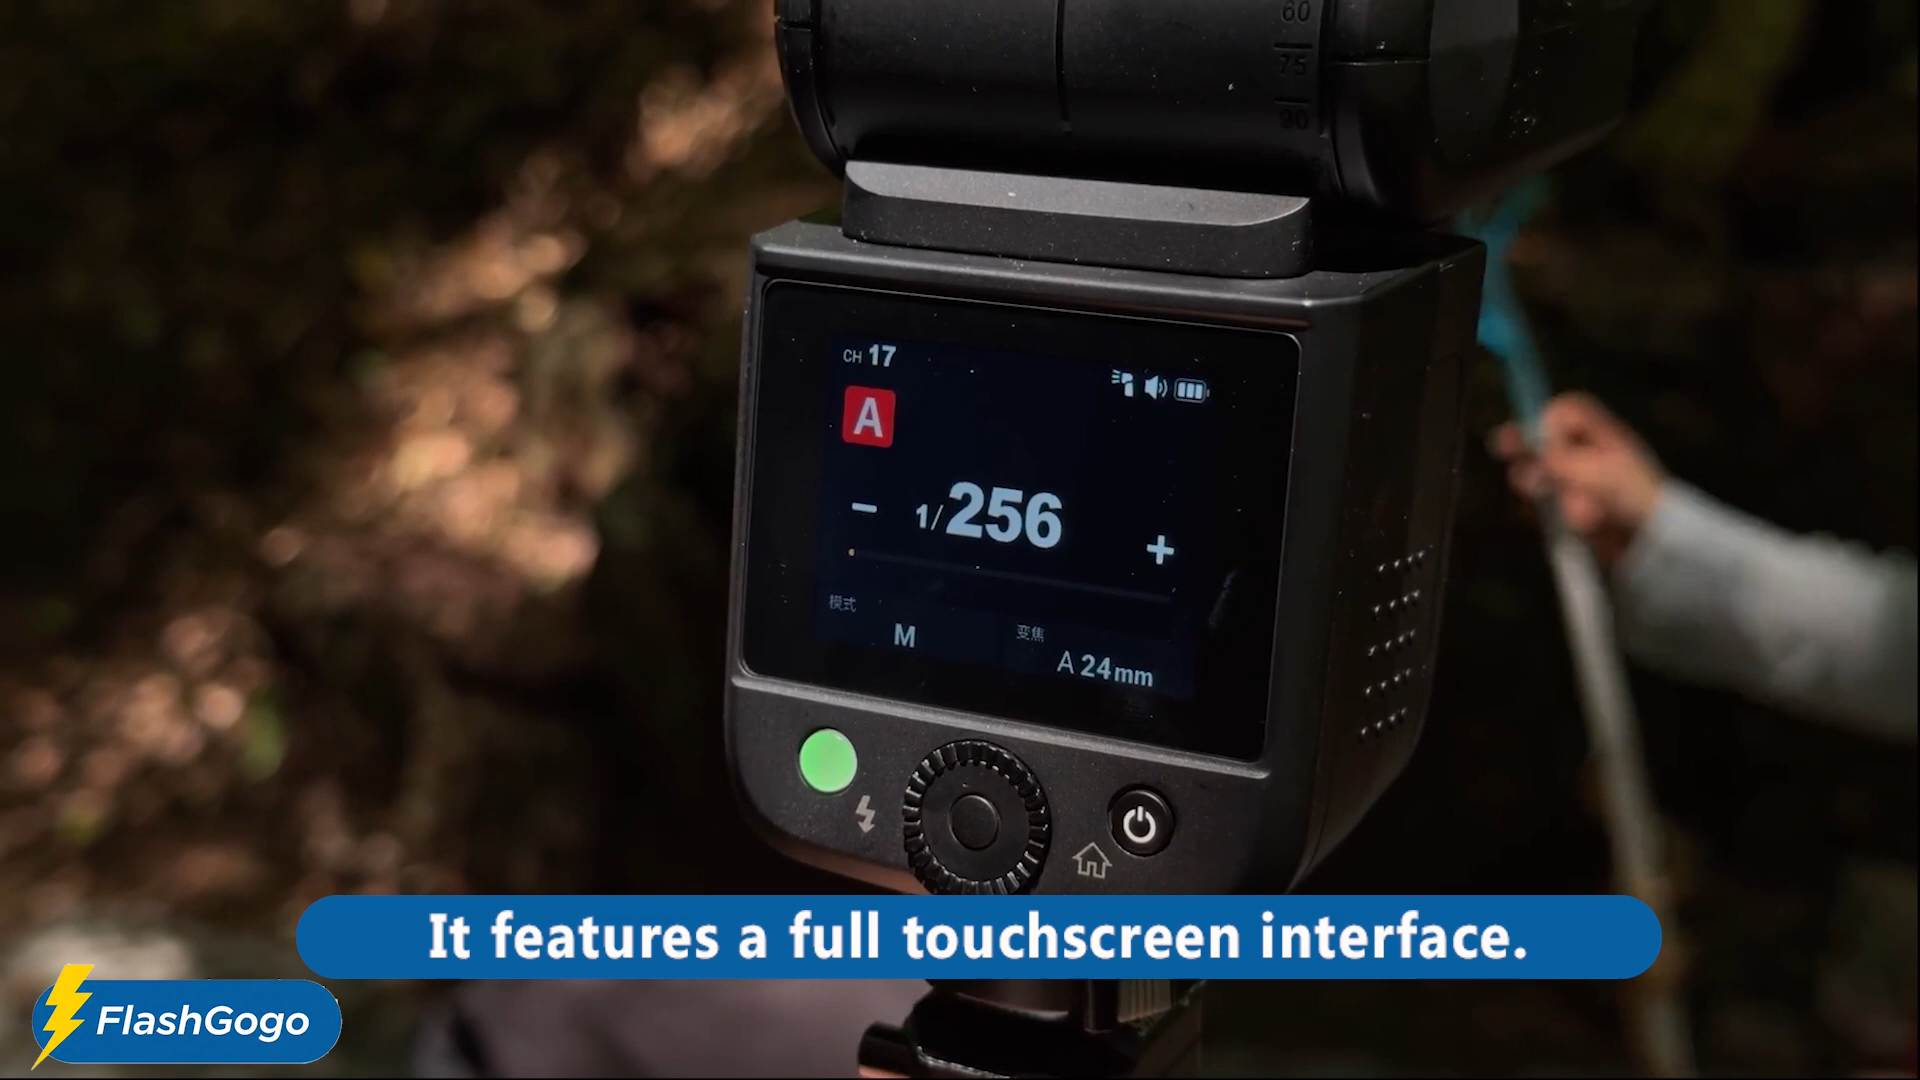 60
75
90
CH 17
A
− 1/256 +
模式
M
变焦
A 24mm
It features a full touchscreen interface.
FlashGogo